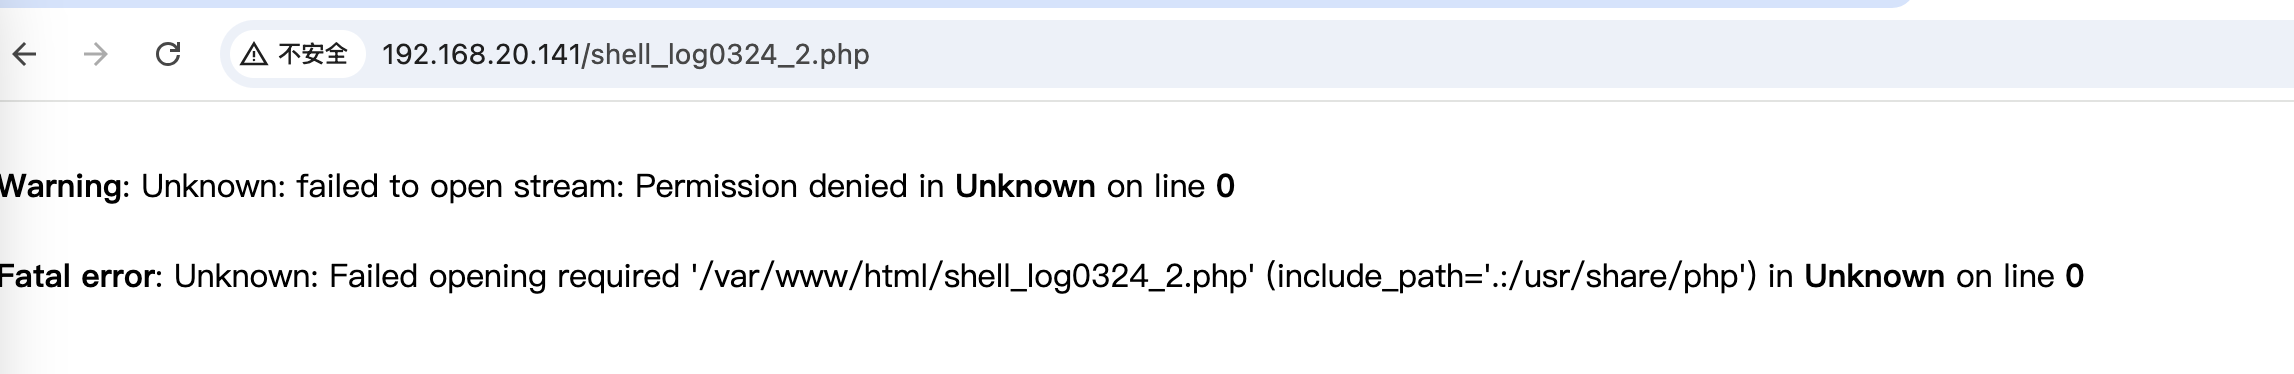 不安全 192.168.20.141/shell_log0324_2.php
Warning: Unknown: failed to open stream: Permission denied in Unknown on line 0
Fatal error: Unknown: Failed opening required '/var/www/html/shell_log0324_2.php' (include_path='.:/usr/share/php') in Unknown on line 0